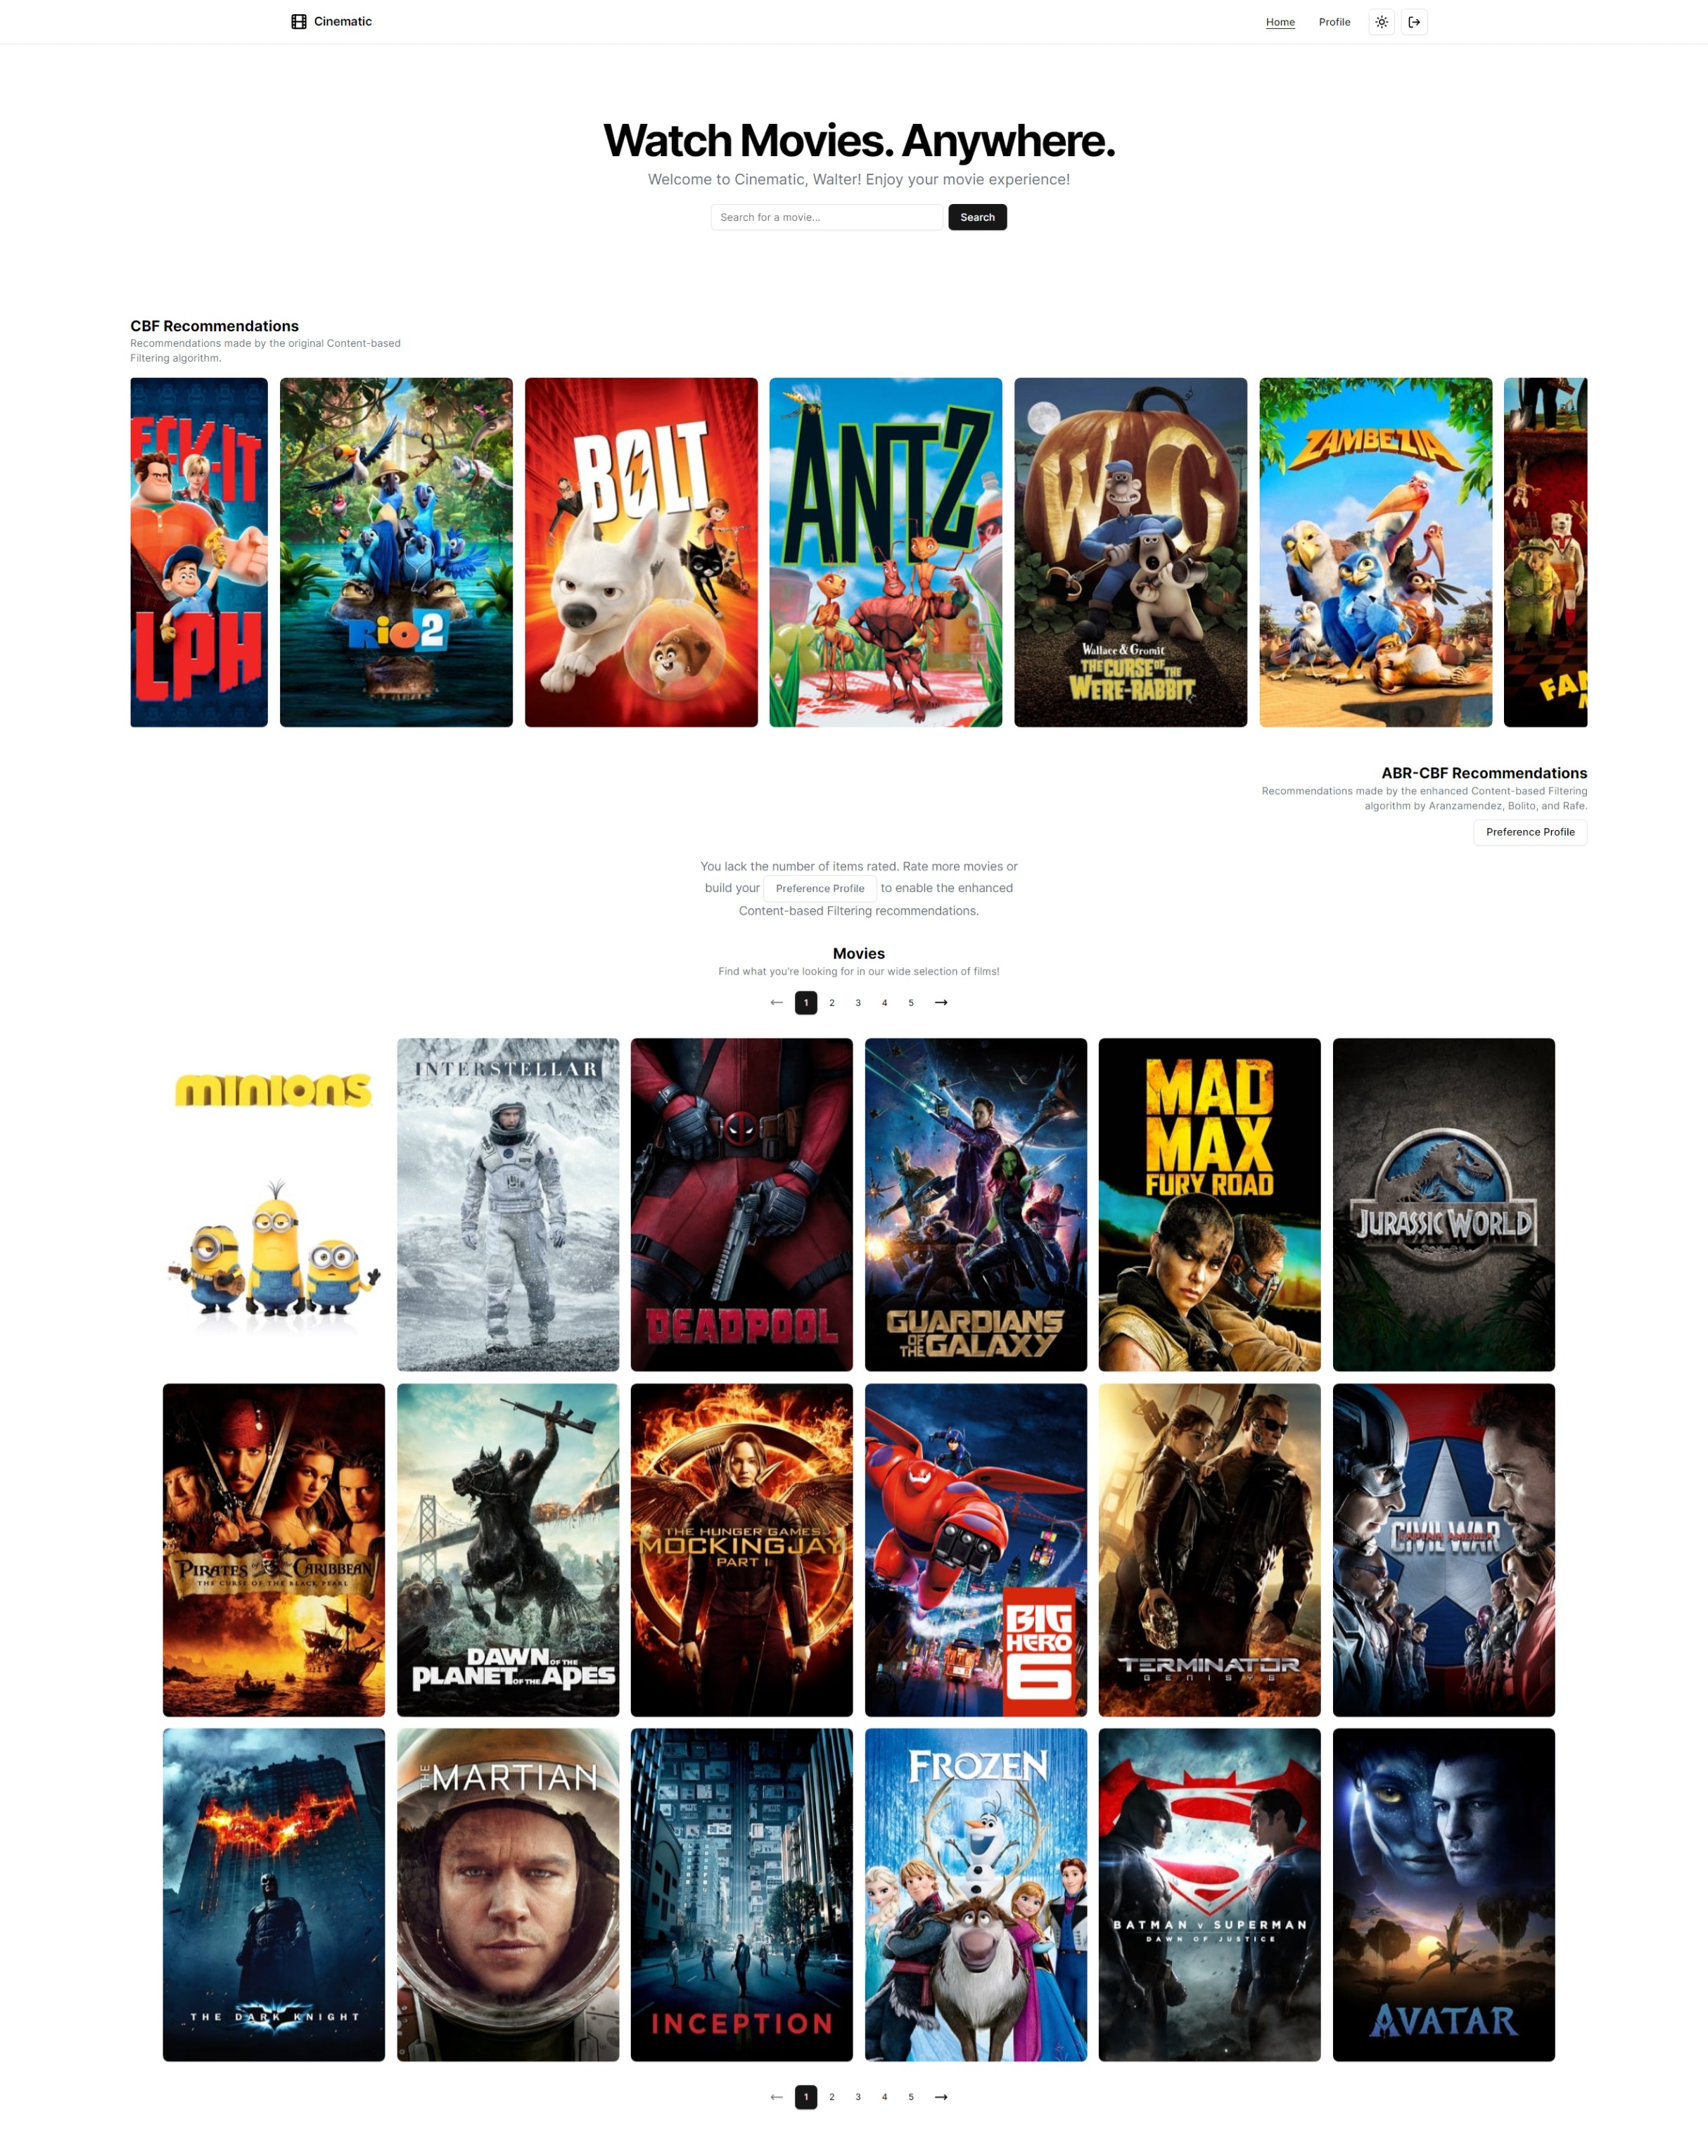 Cinematic
Home
Profile
Watch Movies. Anywhere.
Welcome to Cinematic, Walter! Enjoy your movie experience!
Search for a movie...
Search
CBF Recommendations
Recommendations made by the original Content-based
Filtering algorithm.
ECK-IT
LPH
Rio 2
BOLT
ANTZ
W G
Wallace & Gromit
THE CURSE OF THE
WERE-RABBIT
ZAMBEZIA
FAN
ABR-CBF Recommendations
Recommendations made by the enhanced Content-based Filtering
algorithm by Aranzamendez, Bolito, and Rafe.
Preference Profile
You lack the number of items rated. Rate more movies or
build your Preference Profile to enable the enhanced
Content-based Filtering recommendations.
Movies
Find what you're looking for in our wide selection of films!
1 2 3 4 5
minions
INTERSTELLAR
DEADPOOL
GUARDIANS
OF THE GALAXY
MAD
MAX
FURY ROAD
JURASSIC WORLD
PIRATES of the CARIBBEAN
THE CURSE OF THE BLACK PEARL
DAWN OF THE
PLANET OF THE APES
THE HUNGER GAMES
MOCKINGJAY
PART 1
BIG
HERO
6
TERMINATOR
GENISYS
CAPTAIN AMERICA
CIVIL WAR
THE DARK KNIGHT
THE MARTIAN
INCEPTION
FROZEN
BATMAN v SUPERMAN
DAWN OF JUSTICE
AVATAR
1 2 3 4 5